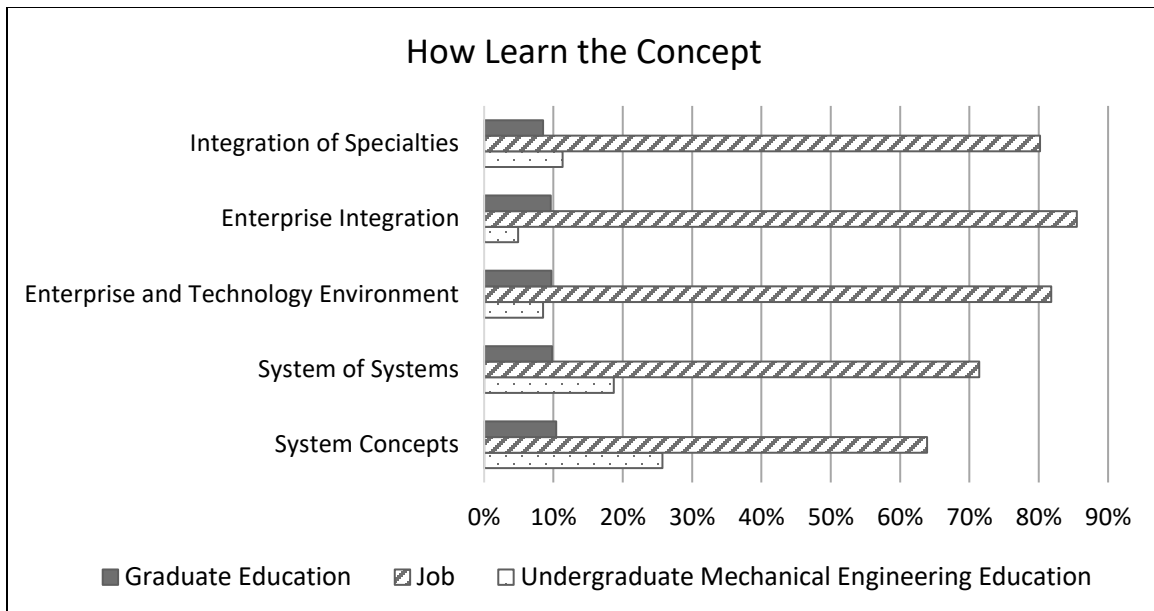 How Learn the Concept
Integration of Specialties
Enterprise Integration
Enterprise and Technology Environment
System of Systems
System Concepts
0% 10% 20% 30% 40% 50% 60% 70% 80% 90%
Graduate Education Job Undergraduate Mechanical Engineering Education